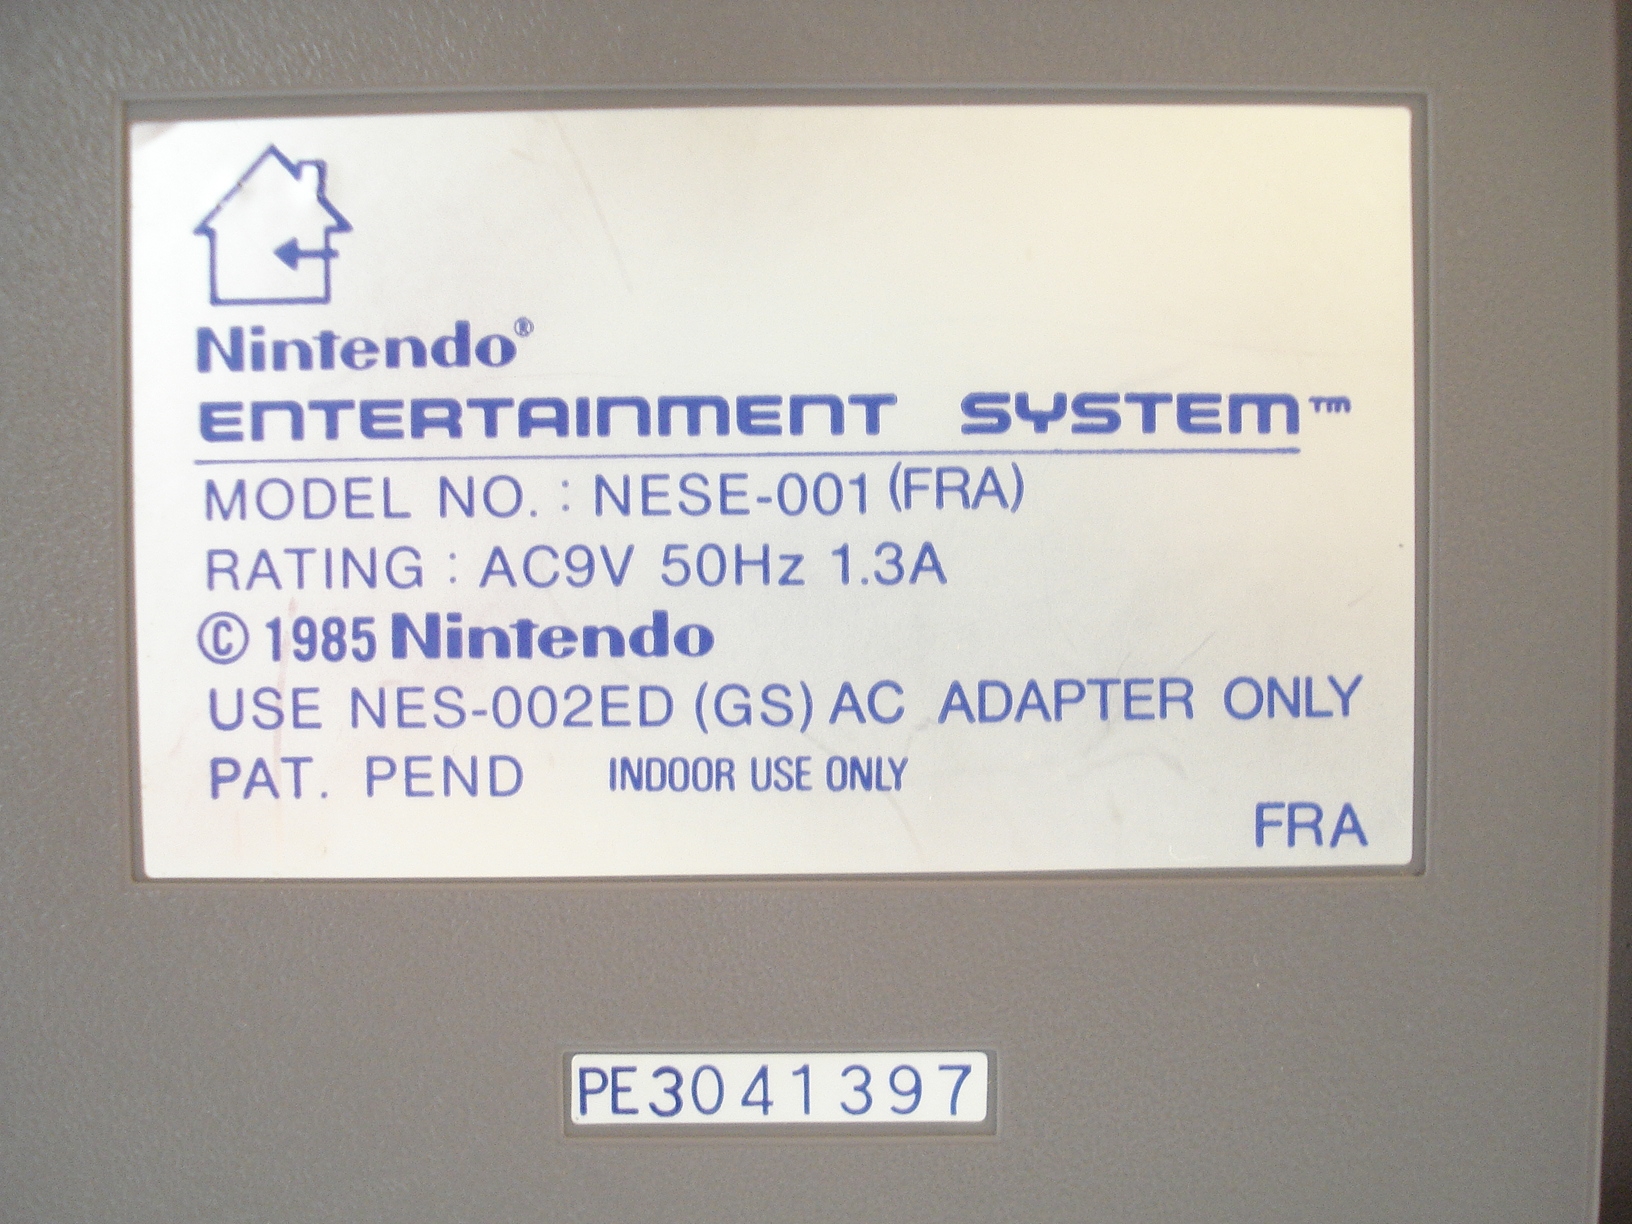 Nintendo®
ENTERTAINMENT SYSTEM™
MODEL NO. : NESE-001 (FRA)
RATING : AC9V 50Hz 1.3A
© 1985 Nintendo
USE NES-002ED (GS) AC ADAPTER ONLY
PAT. PEND INDOOR USE ONLY
FRA
PE3041397